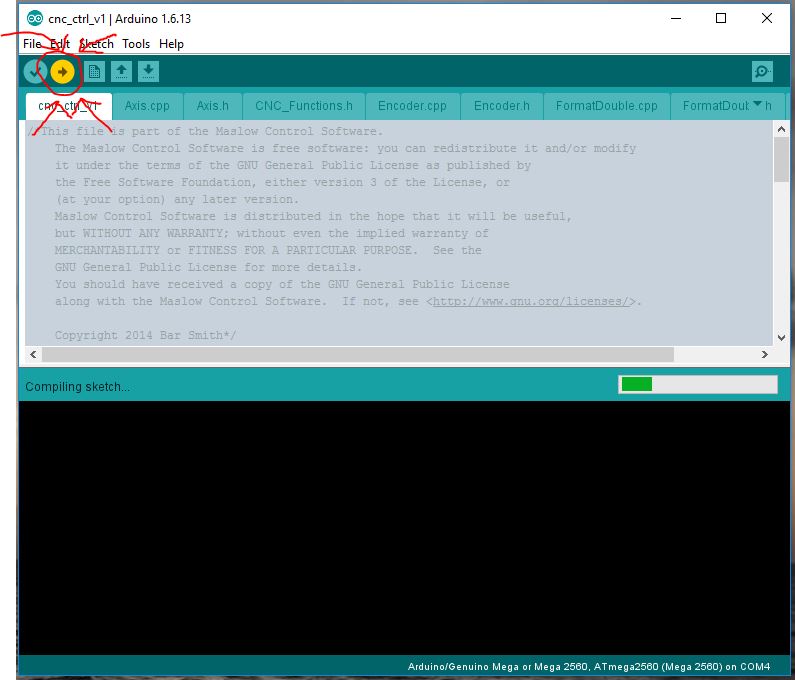 cnc_ctrl_v1 | Arduino 1.6.13
File Edit Sketch Tools Help
cnc_ctrl_v1 Axis.cpp Axis.h CNC_Functions.h Encoder.cpp Encoder.h FormatDouble.cpp FormatDoub h
//This file is part of the Maslow Control Software.
The Maslow Control Software is free software: you can redistribute it and/or modify
it under the terms of the GNU General Public License as published by
the Free Software Foundation, either version 3 of the License, or
(at your option) any later version.
Maslow Control Software is distributed in the hope that it will be useful,
but WITHOUT ANY WARRANTY; without even the implied warranty of
MERCHANTABILITY or FITNESS FOR A PARTICULAR PURPOSE.  See the
GNU General Public License for more details.
You should have received a copy of the GNU General Public License
along with the Maslow Control Software.  If not, see <http://www.gnu.org/licenses/>.
Copyright 2014 Bar Smith*/
Compiling sketch...
Arduino/Genuino Mega or Mega 2560, ATmega2560 (Mega 2560) on COM4